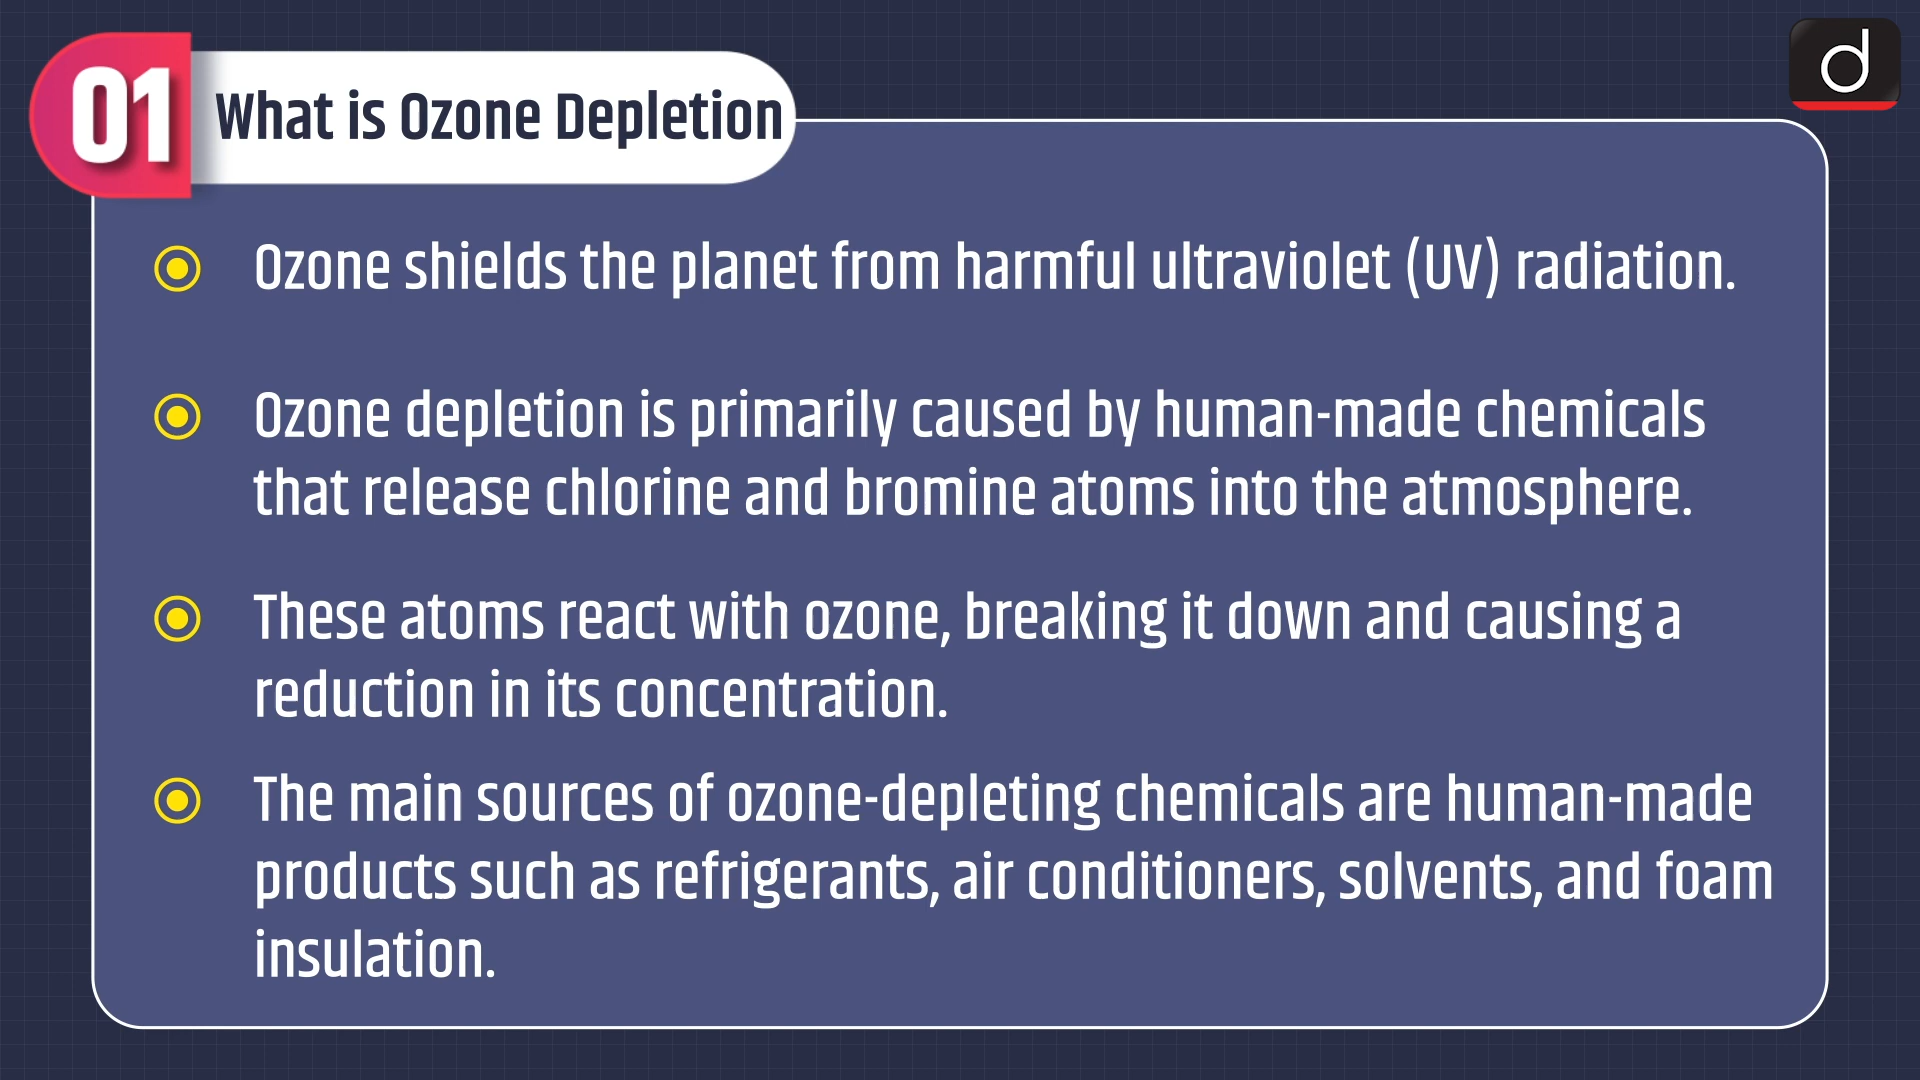 01
What is Ozone Depletion
d
Ozone shields the planet from harmful ultraviolet (UV) radiation.
Ozone depletion is primarily caused by human-made chemicals
that release chlorine and bromine atoms into the atmosphere.
These atoms react with ozone, breaking it down and causing a
reduction in its concentration.
The main sources of ozone-depleting chemicals are human-made
products such as refrigerants, air conditioners, solvents, and foam
insulation.